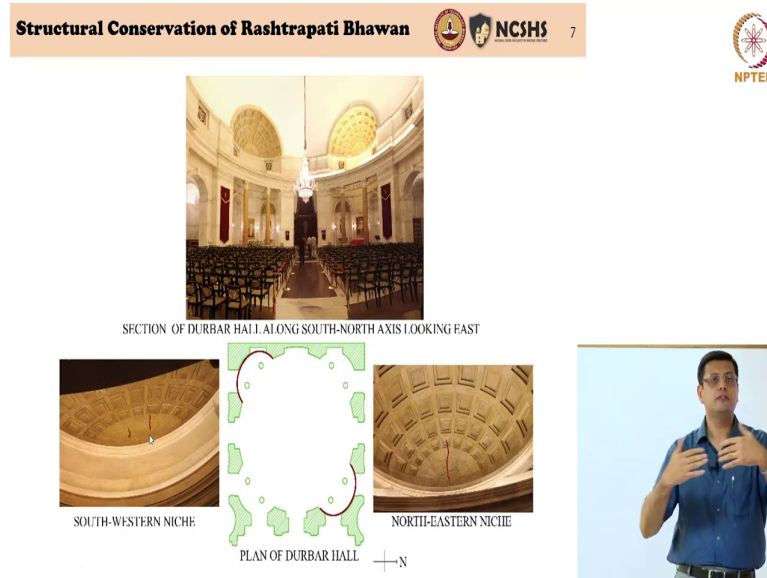 Structural Conservation of Rashtrapati Bhawan
NCSHS
7
NPTEL
SECTION OF DURBAR HALL ALONG SOUTH-NORTH AXIS LOOKING EAST
SOUTH-WESTERN NICHE
NORTH-EASTERN NICHE
PLAN OF DURBAR HALL
N